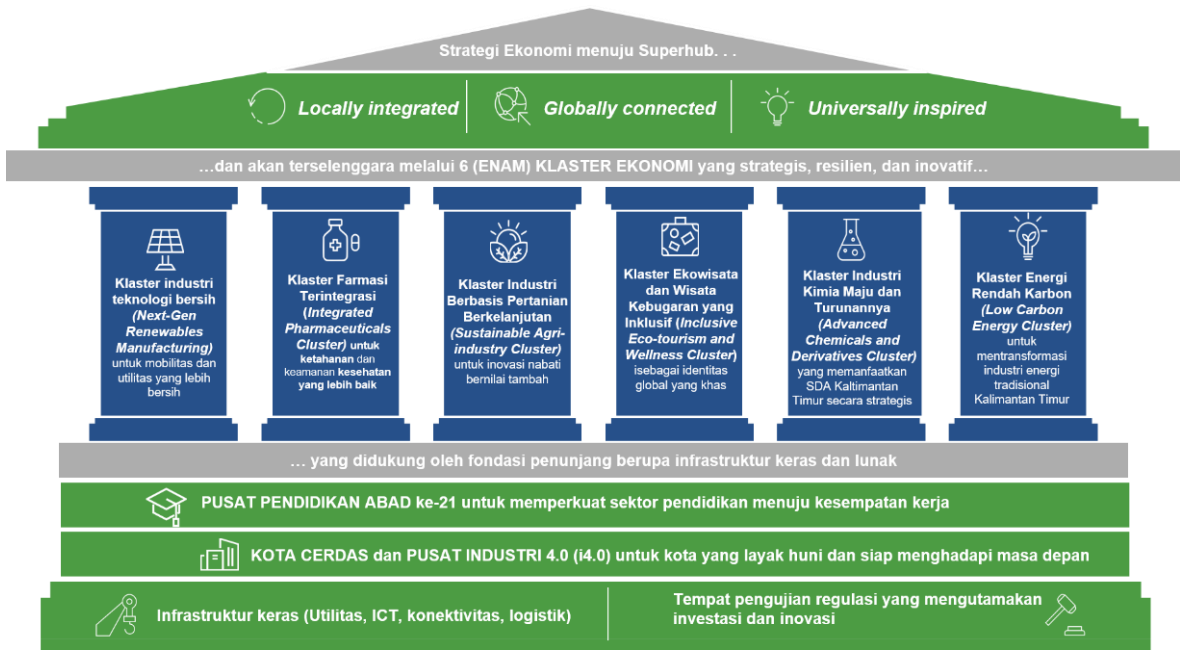 Strategi Ekonomi menuju Superhub. . .
Locally integrated
Globally connected
Universally inspired
...dan akan terselenggara melalui 6 (ENAM) KLASTER EKONOMI yang strategis, resilien, dan inovatif...
Klaster industri
teknologi bersih
(Next-Gen
Renewables
Manufacturing)
untuk mobilitas dan
utilitas yang lebih
bersih
Klaster Farmasi
Terintegrasi
(Integrated
Pharmaceuticals
Cluster) untuk
ketahanan dan
keamanan kesehatan
yang lebih baik
Klaster Industri
Berbasis Pertanian
Berkelanjutan
(Sustainable Agri-
industry Cluster)
untuk inovasi nabati
bernilai tambah
Klaster Ekowisata
dan Wisata
Kebugaran yang
Inklusif (Inclusive
Eco-tourism and
Wellness Cluster)
isebagai identitas
global yang khas
Klaster Industri
Kimia Maju dan
Turunannya
(Advanced
Chemicals and
Derivatives Cluster)
yang memanfaatkan
SDA Kaltimantan
Timur secara strategis
Klaster Energi
Rendah Karbon
(Low Carbon
Energy Cluster)
untuk
mentransformasi
industri energi
tradisional
Kalimantan Timur
... yang didukung oleh fondasi penunjang berupa infrastruktur keras dan lunak
PUSAT PENDIDIKAN ABAD ke-21 untuk memperkuat sektor pendidikan menuju kesempatan kerja
KOTA CERDAS dan PUSAT INDUSTRI 4.0 (i4.0) untuk kota yang layak huni dan siap menghadapi masa depan
Infrastruktur keras (Utilitas, ICT, konektivitas, logistik)
Tempat pengujian regulasi yang mengutamakan
investasi dan inovasi